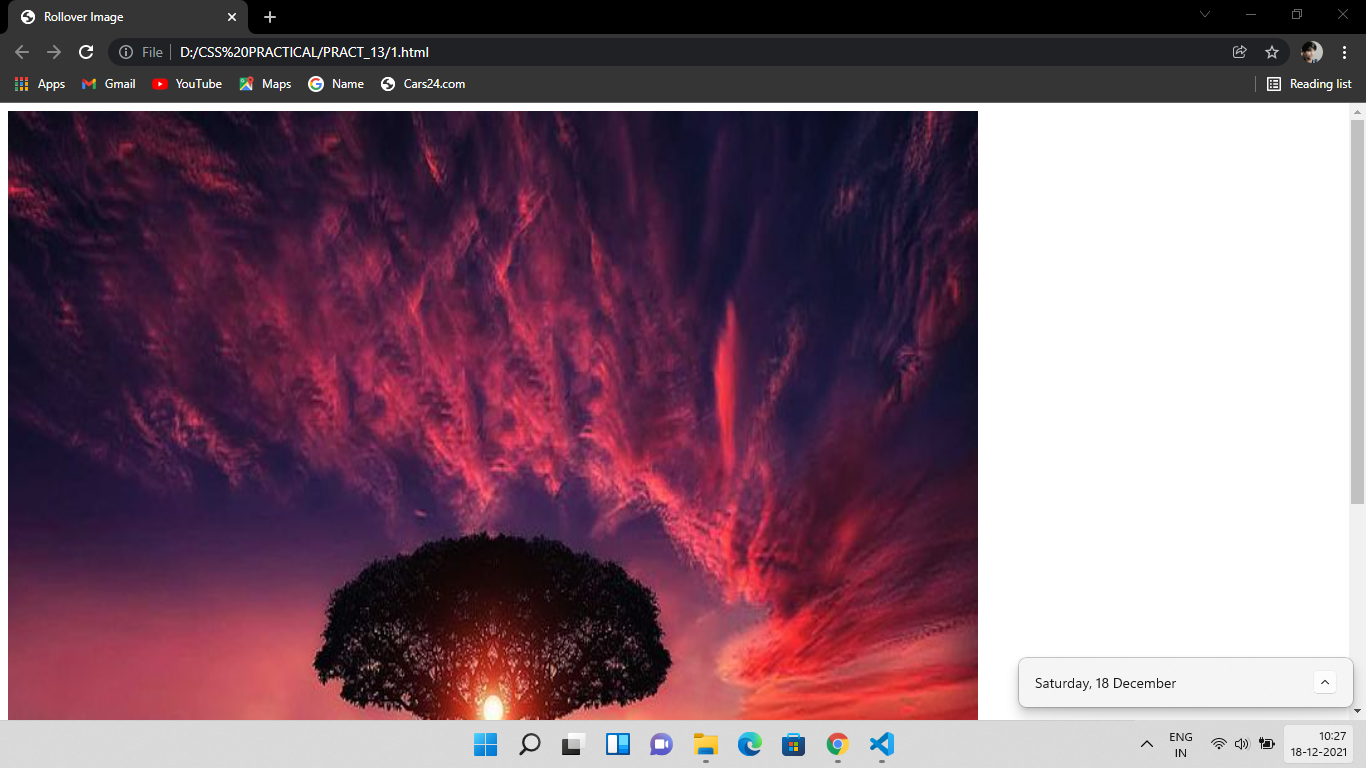 Rollover Image
File D:/CSS%20PRACTICAL/PRACT_13/1.html
Apps Gmail YouTube Maps Name Cars24.com Reading list
Saturday, 18 December
ENG
IN
10:27
18-12-2021